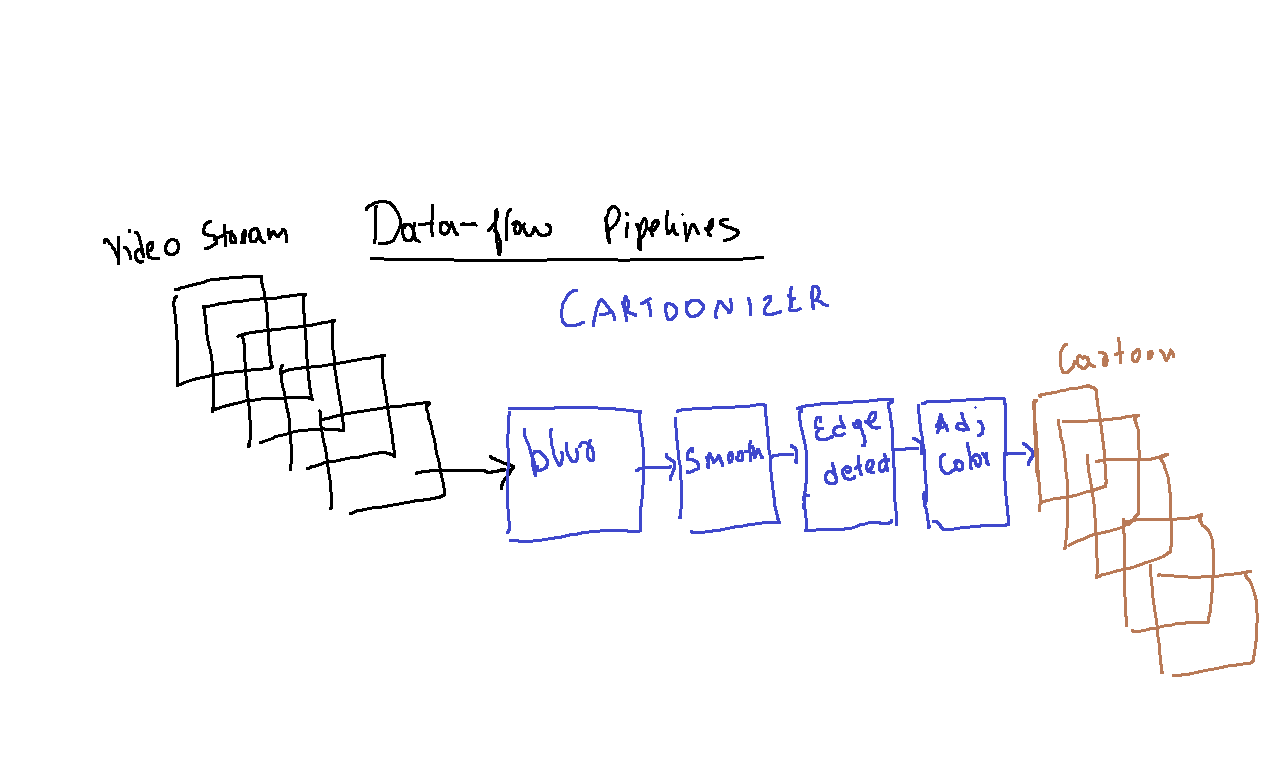 Data-flow Pipelines
Video Stream
CARTOONIZER
Cartoon
blur
Smooth
Edge
detect
Adj
Color